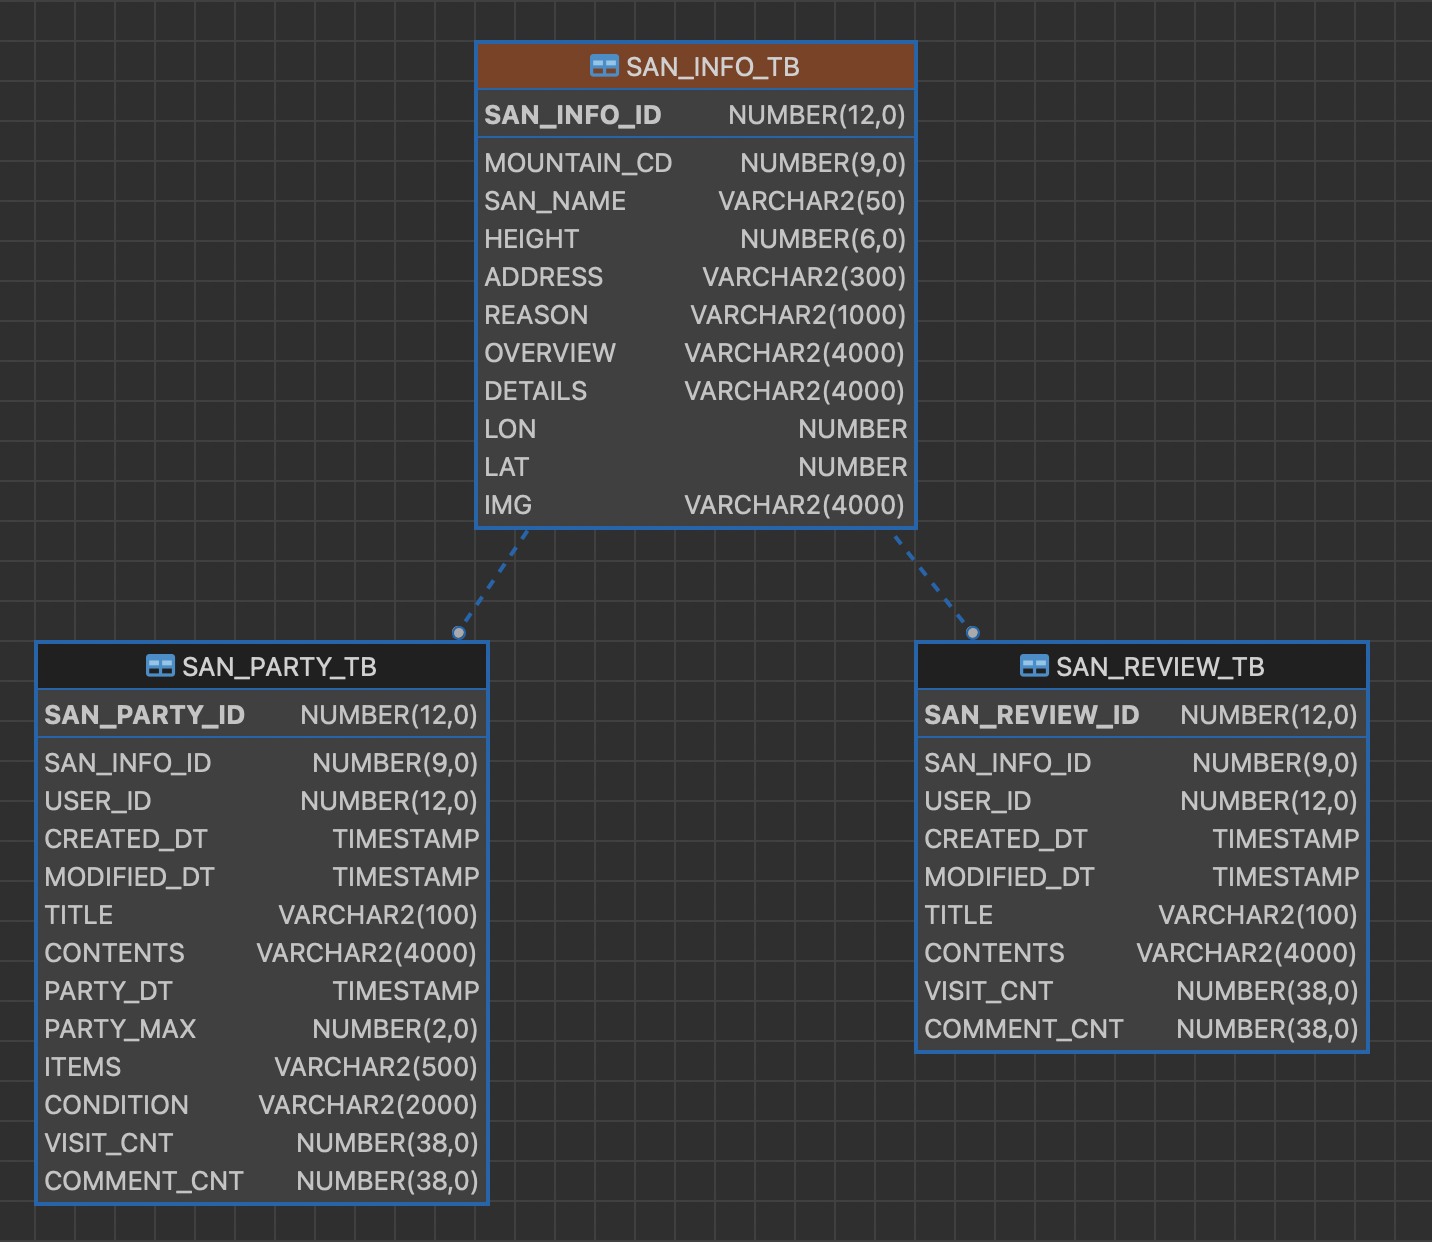 SAN_INFO_TB
SAN_INFO_ID NUMBER(12,0)
MOUNTAIN_CD NUMBER(9,0)
SAN_NAME VARCHAR2(50)
HEIGHT NUMBER(6,0)
ADDRESS VARCHAR2(300)
REASON VARCHAR2(1000)
OVERVIEW VARCHAR2(4000)
DETAILS VARCHAR2(4000)
LON NUMBER
LAT NUMBER
IMG VARCHAR2(4000)
SAN_PARTY_TB
SAN_PARTY_ID NUMBER(12,0)
SAN_INFO_ID NUMBER(9,0)
USER_ID NUMBER(12,0)
CREATED_DT TIMESTAMP
MODIFIED_DT TIMESTAMP
TITLE VARCHAR2(100)
CONTENTS VARCHAR2(4000)
PARTY_DT TIMESTAMP
PARTY_MAX NUMBER(2,0)
ITEMS VARCHAR2(500)
CONDITION VARCHAR2(2000)
VISIT_CNT NUMBER(38,0)
COMMENT_CNT NUMBER(38,0)
SAN_REVIEW_TB
SAN_REVIEW_ID NUMBER(12,0)
SAN_INFO_ID NUMBER(9,0)
USER_ID NUMBER(12,0)
CREATED_DT TIMESTAMP
MODIFIED_DT TIMESTAMP
TITLE VARCHAR2(100)
CONTENTS VARCHAR2(4000)
VISIT_CNT NUMBER(38,0)
COMMENT_CNT NUMBER(38,0)